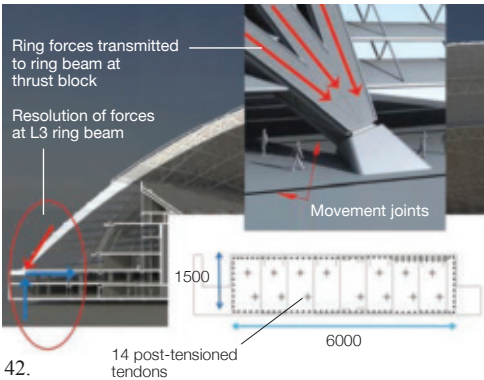 Ring forces transmitted
to ring beam at
thrust block
Resolution of forces
at L3 ring beam
Movement joints
1500
6000
14 post-tensioned
tendons
42.